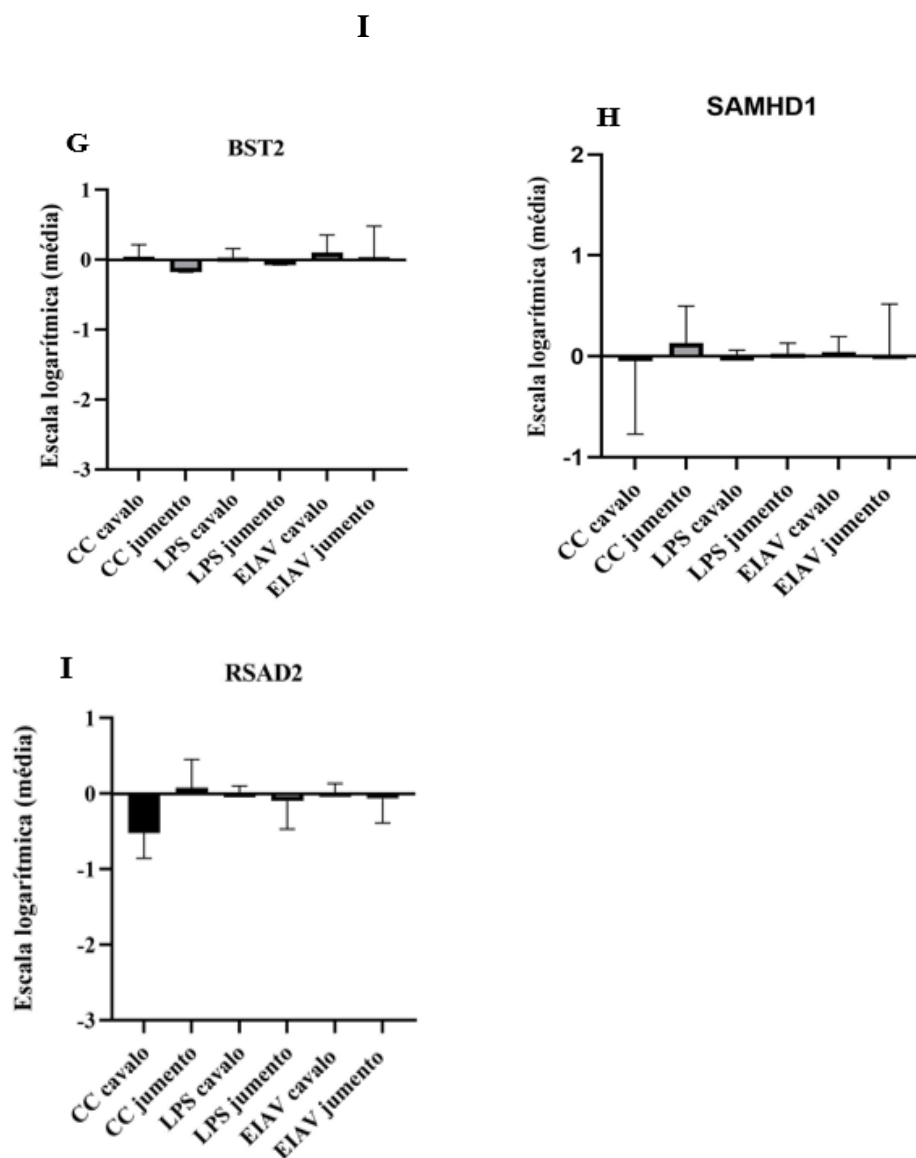 I
G
BST2
Escala logarítmica (média)
1
0
-1
-2
-3
CC cavalo
CC jumento
LPS cavalo
LPS jumento
EIAV cavalo
EIAV jumento
H
SAMHD1
Escala logarítmica (média)
2
1
0
-1
CC cavalo
CC jumento
LPS cavalo
LPS jumento
EIAV cavalo
EIAV jumento
I
RSAD2
Escala logarítmica (média)
1
0
-1
-2
-3
CC cavalo
CC jumento
LPS cavalo
LPS jumento
EIAV cavalo
EIAV jumento